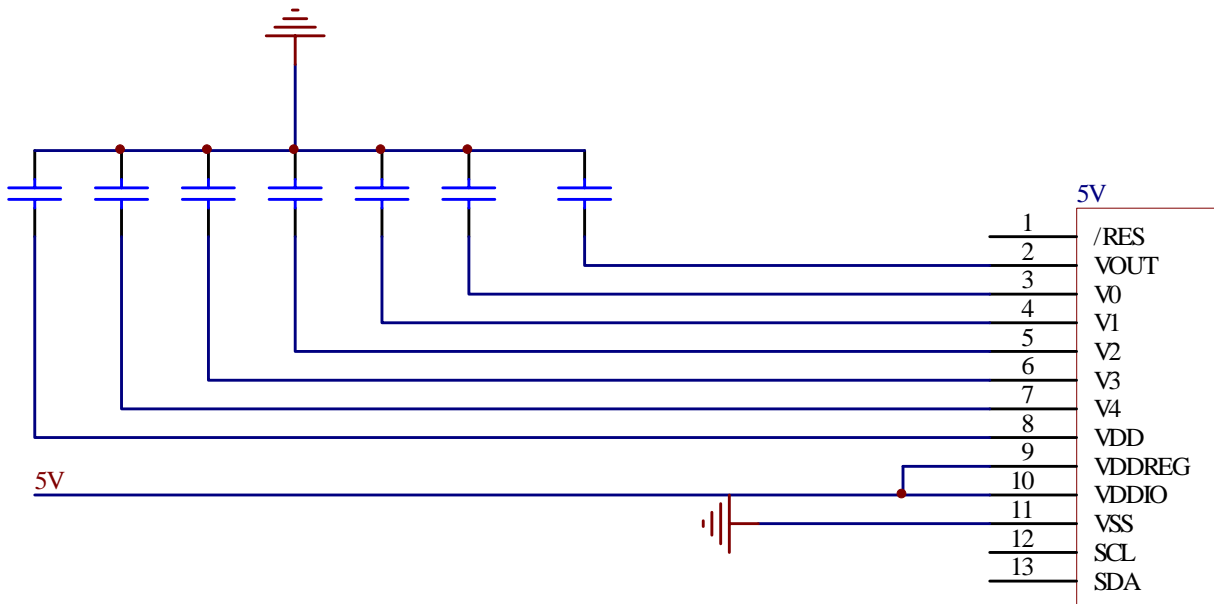 5V
1 /RES
2 VOUT
3 V0
4 V1
5 V2
6 V3
7 V4
8 VDD
9 VDDREG
5V
10 VDDIO
11 VSS
12 SCL
13 SDA